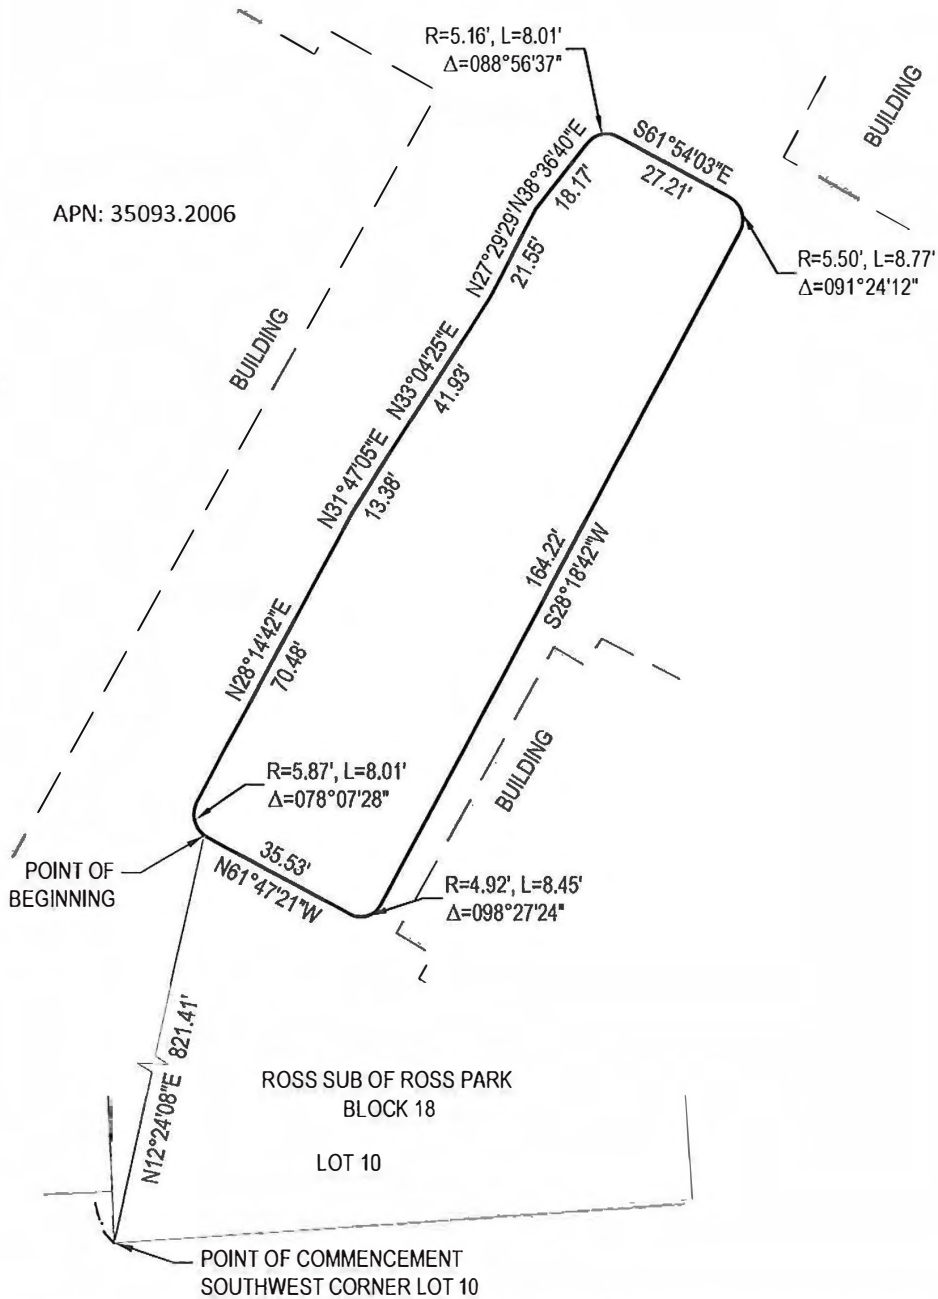 R=5.16', L=8.01'
Δ=088°56'37"
BUILDING
S61°54'03"E
27.21'
APN: 35093.2006
N38°36'40"E
18.17'
N27°29'29"
21.55'
R=5.50', L=8.77'
Δ=091°24'12"
BUILDING
N33°04'25"E
41.93'
N31°47'05"E
13.38'
164.22'
S28°18'42"W
N28°14'42"E
70.48'
BUILDING
R=5.87', L=8.01'
Δ=078°07'28"
POINT OF
BEGINNING
35.53'
N61°47'21"W
R=4.92', L=8.45'
Δ=098°27'24"
N12°24'08"E 821.41'
ROSS SUB OF ROSS PARK
BLOCK 18
LOT 10
POINT OF COMMENCEMENT
SOUTHWEST CORNER LOT 10